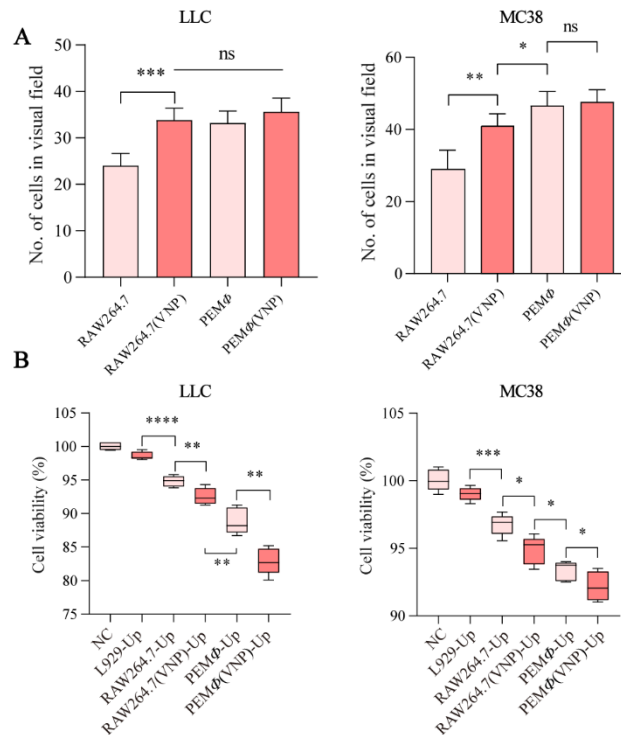 A
LLC
No. of cells in visual field
50
40
30
20
10
0
***
ns
RAW264.7
RAW264.7(VNP)
PEMΦ
PEMΦ(VNP)
MC38
No. of cells in visual field
60
40
20
0
**
*
ns
RAW264.7
RAW264.7(VNP)
PEMΦ
PEMΦ(VNP)
B
LLC
Cell viability (%)
105
100
95
90
85
80
75
****
**
**
**
NC
L929-Up
RAW264.7-Up
RAW264.7(VNP)-Up
PEMΦ-Up
PEMΦ(VNP)-Up
MC38
Cell viability (%)
105
100
95
90
***
*
*
*
NC
L929-Up
RAW264.7-Up
RAW264.7(VNP)-Up
PEMΦ-Up
PEMΦ(VNP)-Up